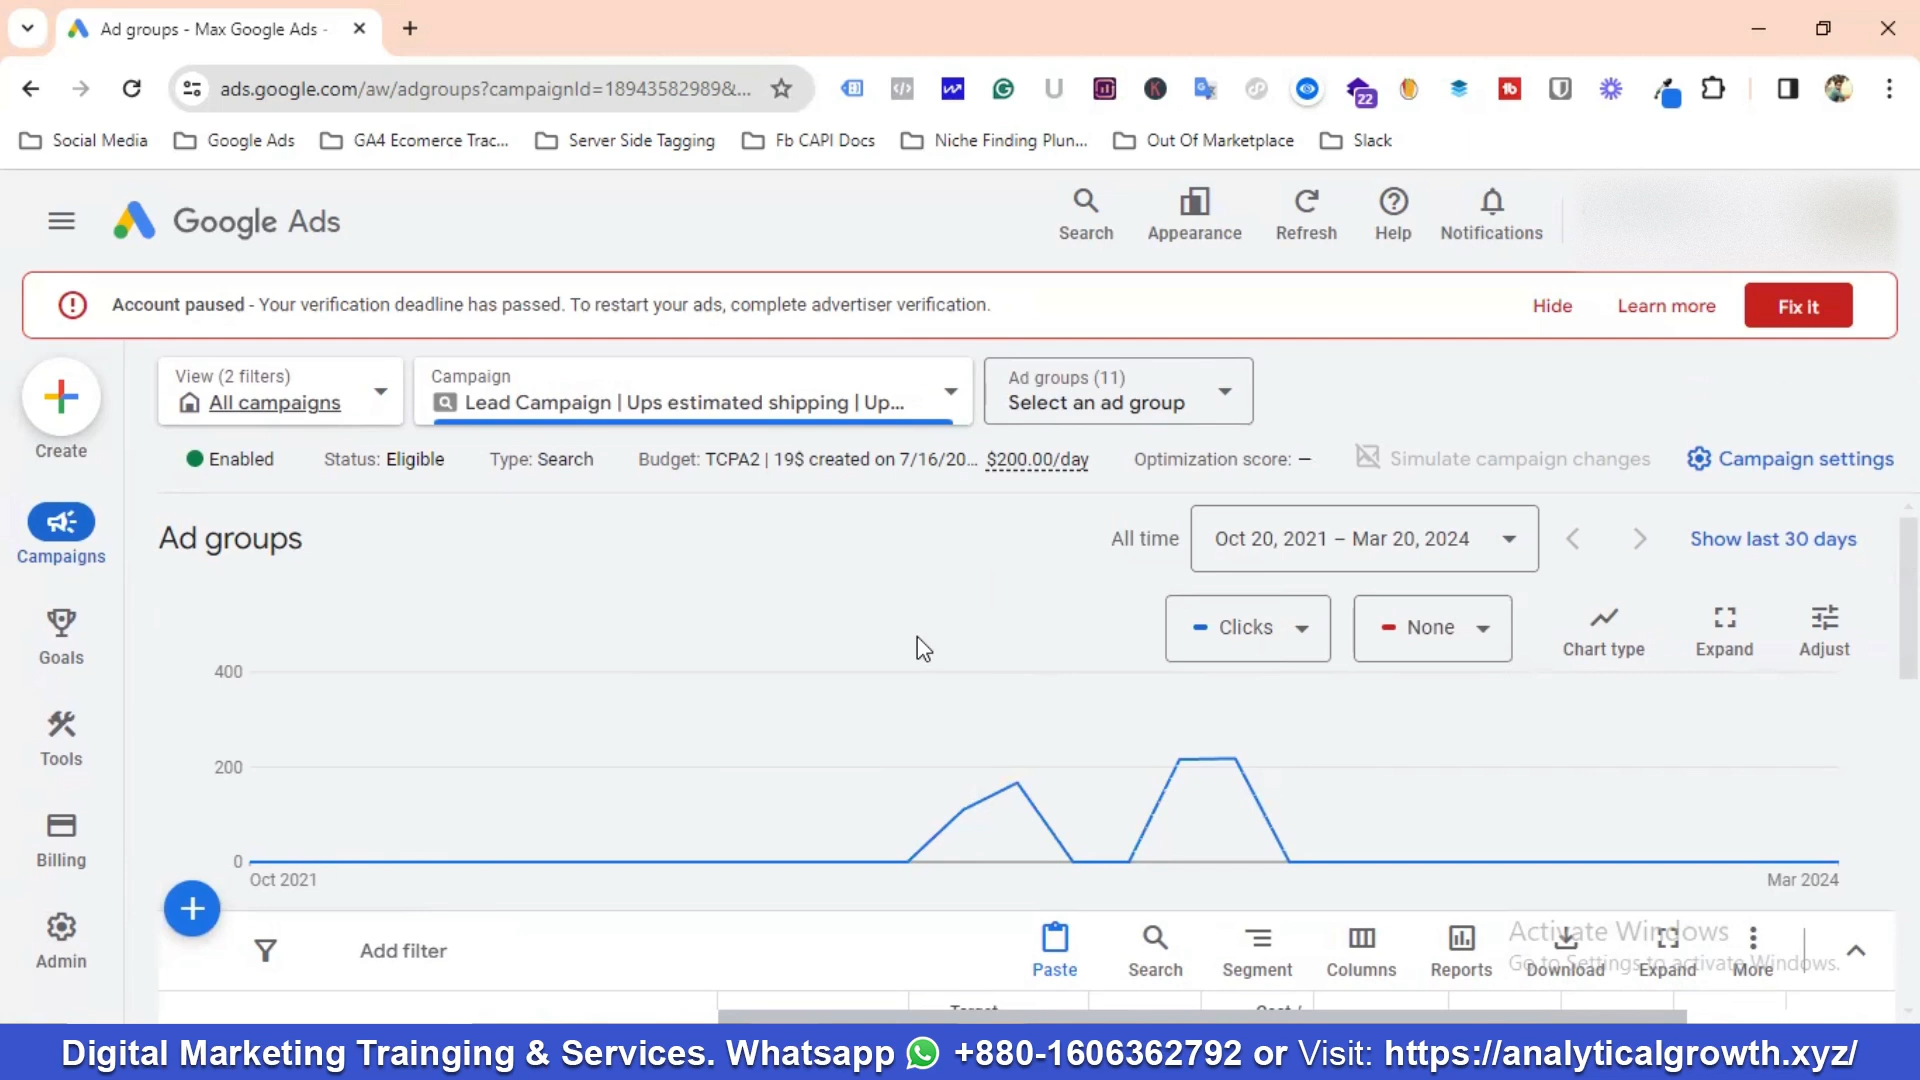 Ad groups - Max Google Ads -
ads.google.com/aw/adgroups?campaignId=18943582989&...
22
Social Media
Google Ads
GA4 Ecomerce Trac...
Server Side Tagging
Fb CAPI Docs
Niche Finding Plun...
Out Of Marketplace
Slack
Google Ads
Search
Appearance
Refresh
Help
Notifications
Account paused - Your verification deadline has passed. To restart your ads, complete advertiser verification.
Hide
Learn more
Fix it
Create
Campaigns
Goals
Tools
Billing
Admin
View (2 filters)
All campaigns
Campaign
Lead Campaign | Ups estimated shipping | Up...
Ad groups (11)
Select an ad group
Enabled
Status: Eligible
Type: Search
Budget: TCPA2 | 19$ created on 7/16/20... $200.00/day
Optimization score: –
Simulate campaign changes
Campaign settings
Ad groups
All time
Oct 20, 2021 – Mar 20, 2024
Show last 30 days
Clicks
None
Chart type
Expand
Adjust
400
200
0
Oct 2021
Mar 2024
Add filter
Paste
Search
Segment
Columns
Reports
Download
Expand
More
Activate Windows
Go to Settings to activate Windows.
Digital Marketing Trainging & Services. Whatsapp +880-1606362792 or Visit: https://analyticalgrowth.xyz/